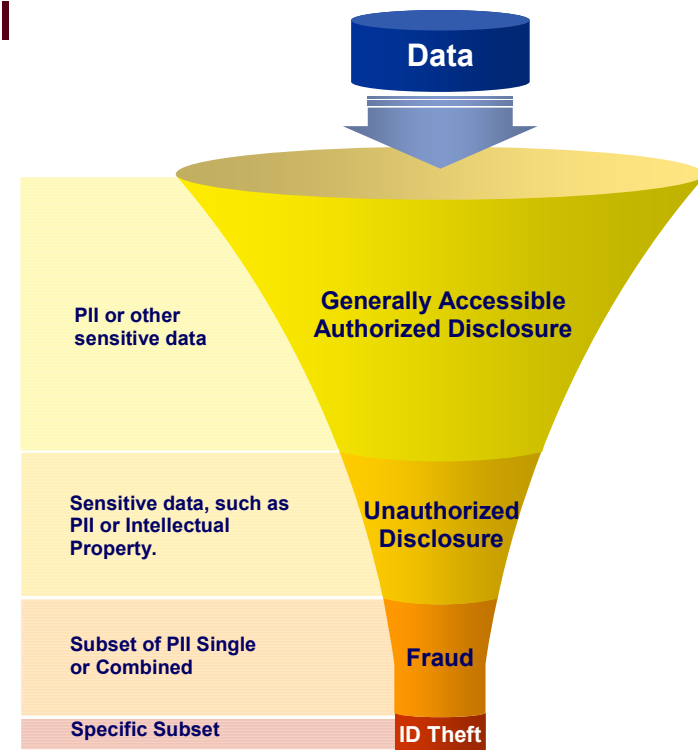 Data
PII or other
sensitive data
Generally Accessible
Authorized Disclosure
Sensitive data, such as
PII or Intellectual
Property.
Unauthorized
Disclosure
Subset of PII Single
or Combined
Fraud
Specific Subset
ID Theft